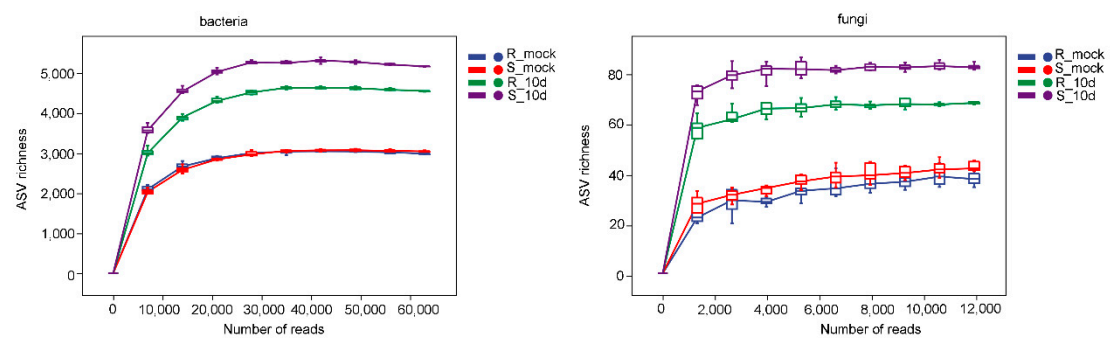 bacteria
ASV richness
5,000
4,000
3,000
2,000
1,000
0
0 10,000 20,000 30,000 40,000 50,000 60,000
Number of reads
R_mock
S_mock
R_10d
S_10d
fungi
ASV richness
80
60
40
20
0
0 2,000 4,000 6,000 8,000 10,000 12,000
Number of reads
R_mock
S_mock
R_10d
S_10d